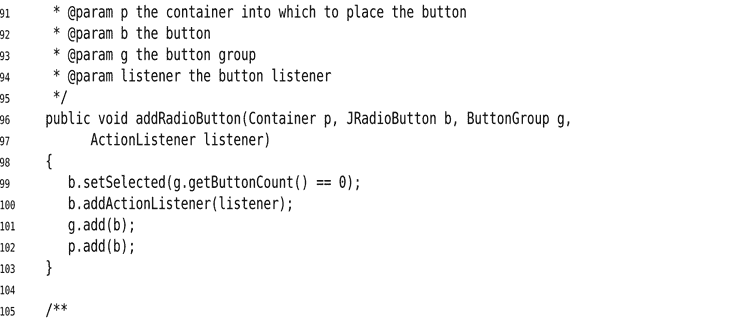 91 * @param p the container into which to place the button
92 * @param b the button
93 * @param g the button group
94 * @param listener the button listener
95 */
96 public void addRadioButton(Container p, JRadioButton b, ButtonGroup g,
97 ActionListener listener)
98 {
99 b.setSelected(g.getButtonCount() == 0);
100 b.addActionListener(listener);
101 g.add(b);
102 p.add(b);
103 }
104
105 /**